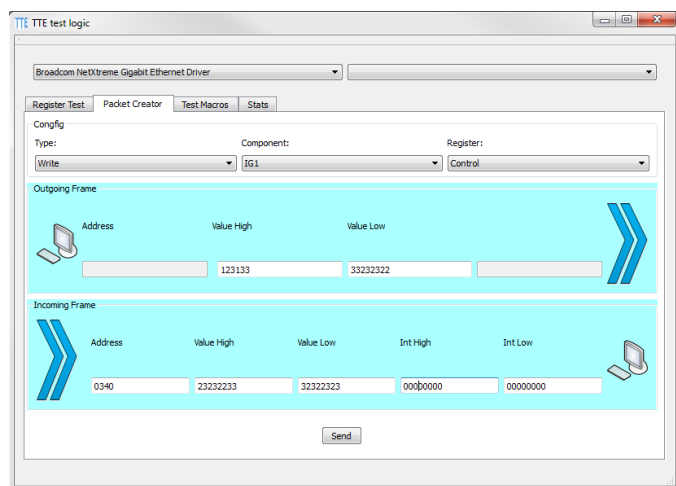 TTE test logic
Broadcom NetXtreme Gigabit Ethernet Driver
Register Test Packet Creator Test Macros Stats
Congfig
Type: Component: Register:
Write IG1 Control
Outgoing Frame
Address Value High Value Low
123133 33232322
Incoming Frame
Address Value High Value Low Int High Int Low
0340 23232233 32322323 00000000 00000000
Send